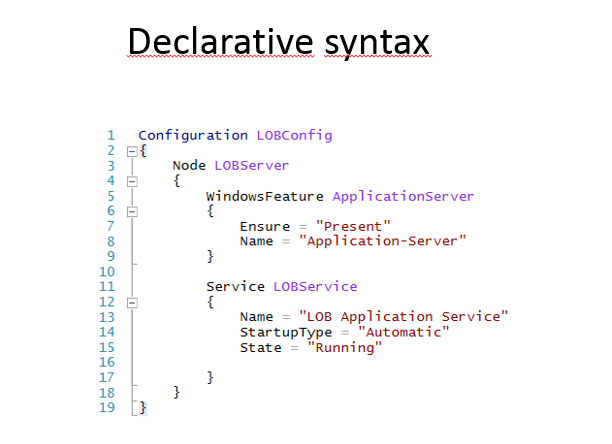 Declarative syntax
1 Configuration LOBConfig
2 {
3 Node LOBServer
4 {
5 WindowsFeature ApplicationServer
6 {
7 Ensure = "Present"
8 Name = "Application-Server"
9 }
10
11 Service LOBService
12 {
13 Name = "LOB Application Service"
14 StartupType = "Automatic"
15 State = "Running"
16
17 }
18 }
19 }